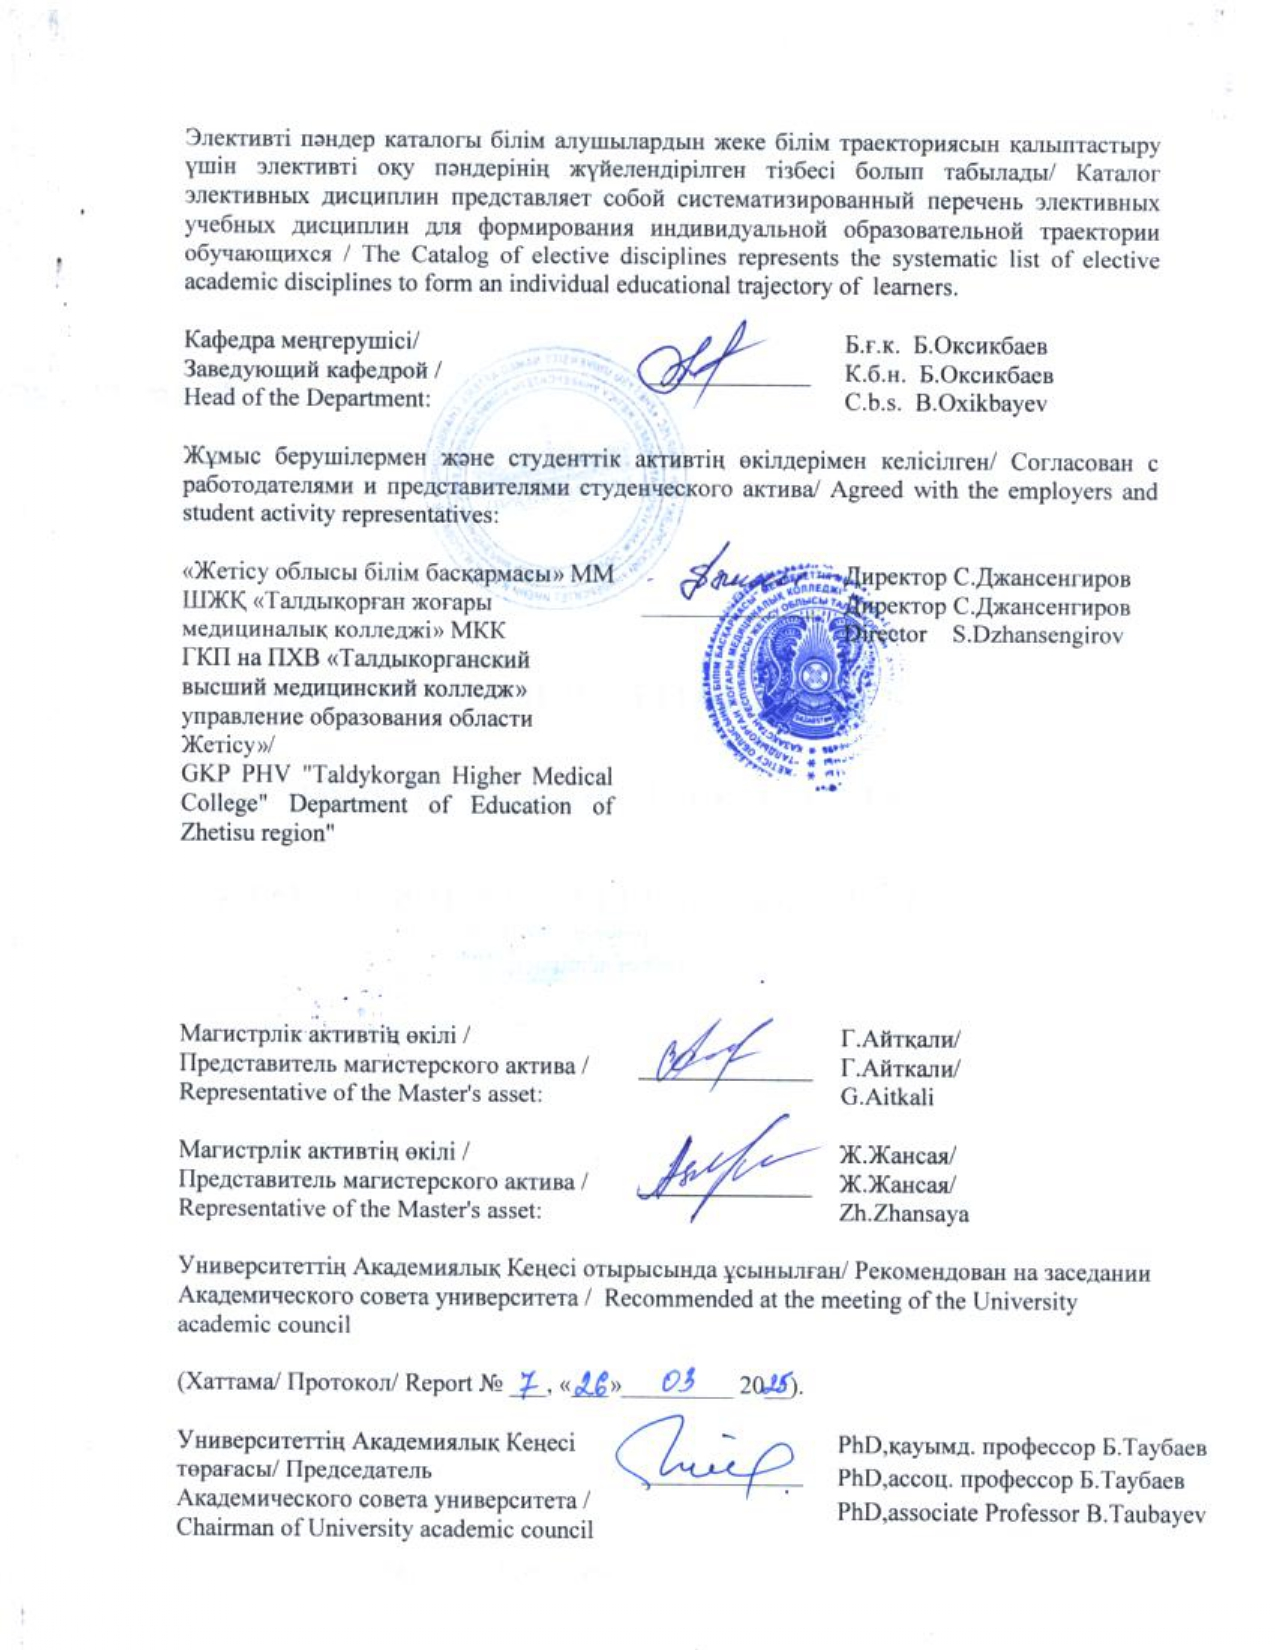 Элективті пәндер каталогы білім алушылардын жеке білім траекториясын қалыптастыру
үшін элективті оқу пәндерінің жүйелендірілген тізбесі болып табылады/ Каталог
элективных дисциплин представляет собой систематизированный перечень элективных
учебных дисциплин для формирования индивидуальной образовательной траектории
обучающихся / The Catalog of elective disciplines represents the systematic list of elective
academic disciplines to form an individual educational trajectory of learners.
Кафедра меңгерушісі/
Заведующий кафедрой /
Head of the Department:
Б.ғ.к. Б.Оксикбаев
К.б.н. Б.Оксикбаев
C.b.s. B.Oxikbayev
Жұмыс берушілермен және студенттік активтің өкілдерімен келісілген/ Согласован с
работодателями и представителями студенческого актива/ Agreed with the employers and
student activity representatives:
«Жетісу облысы білім басқармасы» ММ
ШЖҚ «Талдықорған жоғары
медициналық колледжі» МКК
ГКП на ПХВ «Талдыкорганский
высший медицинский колледж»
управление образования области
Жетісу»/
GKP PHV "Taldykorgan Higher Medical
College" Department of Education of
Zhetisu region"
Директор С.Джансенгиров
Директор С.Джансенгиров
Director S.Dzhansengirov
Магистрлік активтің өкілі /
Представитель магистерского актива /
Representative of the Master's asset:
Г.Айтқали/
Г.Айткали/
G.Aitkali
Магистрлік активтің өкілі /
Представитель магистерского актива /
Representative of the Master's asset:
Ж.Жансая/
Ж.Жансая/
Zh.Zhansaya
Университеттің Академиялық Кеңесі отырысында ұсынылған/ Рекомендован на заседании
Академического совета университета / Recommended at the meeting of the University
academic council
(Хаттама/ Протокол/ Report № 7, «26» 03 2025).
Университеттің Академиялық Кеңесі
төрағасы/ Председатель
Академического совета университета /
Chairman of University academic council
PhD,қауымд. профессор Б.Таубаев
PhD,ассоц. профессор Б.Таубаев
PhD,associate Professor B.Taubayev